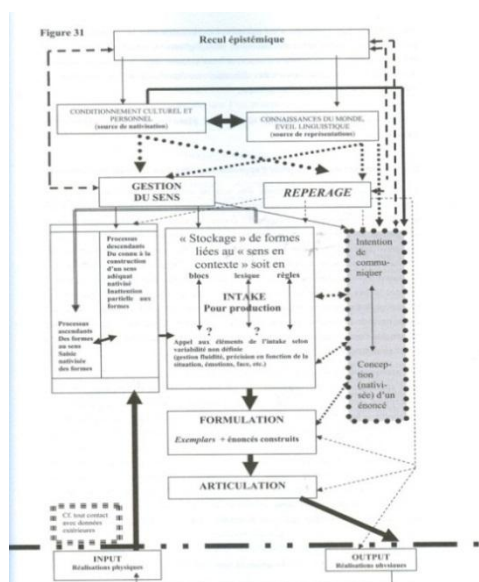 Figure 31
Recul épistémique
CONDITIONNEMENT CULTUREL ET
PERSONNEL
(source de nativisation)
CONNAISSANCES DU MONDE,
EVEIL LINGUISTIQUE
(source de représentations)
GESTION
DU SENS
REPERAGE
Processus
descendants
Du connu à la
construction
d'un sens
adéquat
nativisé
Inattention
partielle aux
formes
Processus
ascendants
Des formes
au sens
Saisie
nativisée
des formes
« Stockage » de formes
liées au « sens en
contexte » soit en
blocs lexique règles
INTAKE
Pour production
? ?
Appel aux éléments de l'intake selon
variabilité non définie
(gestion fluidité, précision en fonction de la
situation, émotions, face, etc.)
Intention
de
commu-
niquer
Concep-
tion
(nativi-
sée) d'un
énoncé
FORMULATION
Exemplars + énoncés construits
ARTICULATION
CE tout contact
avec données
extérieures
INPUT
Réalisations physiques
OUTPUT
Réalisations